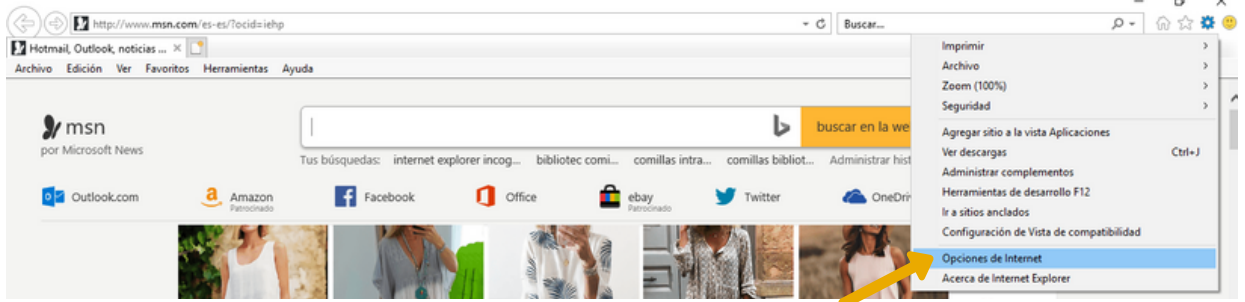 http://www.msn.com/es-es/?ocid=iehp
Buscar...
Hotmail, Outlook, noticias ...
Archivo Edición Ver Favoritos Herramientas Ayuda
msn
por Microsoft News
buscar en la we
Tus búsquedas: internet explorer incog... bibliotec comi... comillas intra... comillas bibliot... Administrar hist
Outlook.com
Amazon
Patrocinado
Facebook
Office
ebay
Patrocinado
Twitter
OneDri
Imprimir
Archivo
Zoom (100%)
Seguridad
Agregar sitio a la vista Aplicaciones
Ver descargas Ctrl+J
Administrar complementos
Herramientas de desarrollo F12
Ir a sitios anclados
Configuración de Vista de compatibilidad
Opciones de Internet
Acerca de Internet Explorer